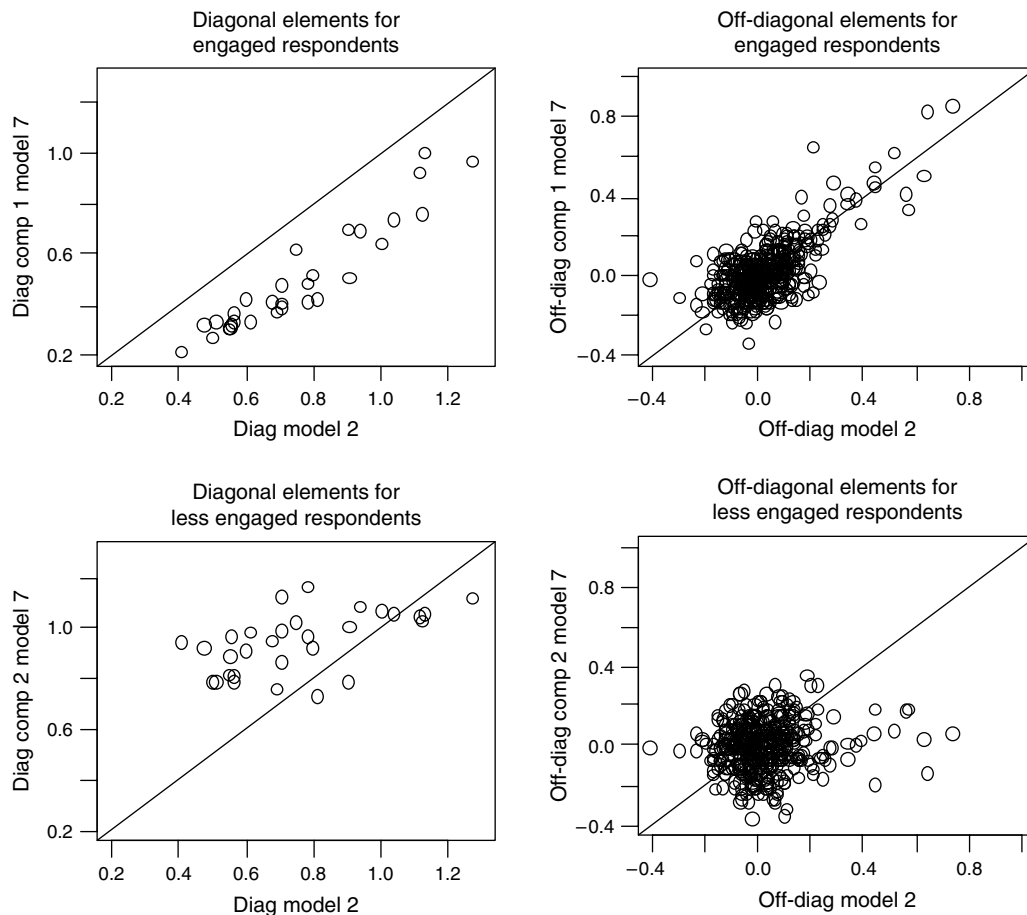 Diagonal elements for
engaged respondents
Diag comp 1 model 7
1.0
0.6
0.2
0.2 0.4 0.6 0.8 1.0 1.2
Diag model 2
Off-diagonal elements for
engaged respondents
Off-diag comp 1 model 7
0.8
0.4
0.0
−0.4
−0.4 0.0 0.4 0.8
Off-diag model 2
Diagonal elements for
less engaged respondents
Diag comp 2 model 7
1.0
0.6
0.2
0.2 0.4 0.6 0.8 1.0 1.2
Diag model 2
Off-diagonal elements for
less engaged respondents
Off-diag comp 2 model 7
0.8
0.4
0.0
−0.4
−0.4 0.0 0.4 0.8
Off-diag model 2